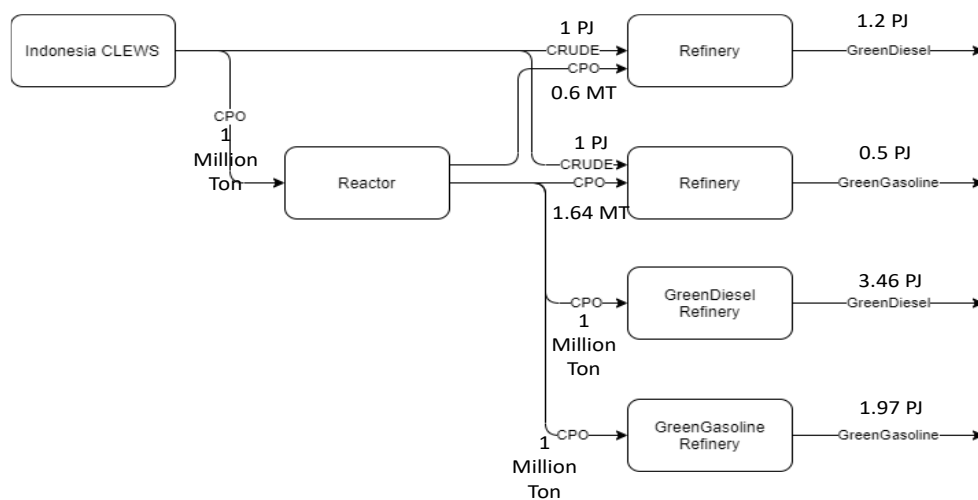 Indonesia CLEWS
CPO
1
Million
Ton
Reactor
1 PJ
CRUDE
CPO
0.6 MT
Refinery
1.2 PJ
GreenDiesel
1 PJ
CRUDE
CPO
1.64 MT
Refinery
0.5 PJ
GreenGasoline
CPO
1
Million
Ton
GreenDiesel
Refinery
3.46 PJ
GreenDiesel
CPO
1
Million
Ton
GreenGasoline
Refinery
1.97 PJ
GreenGasoline